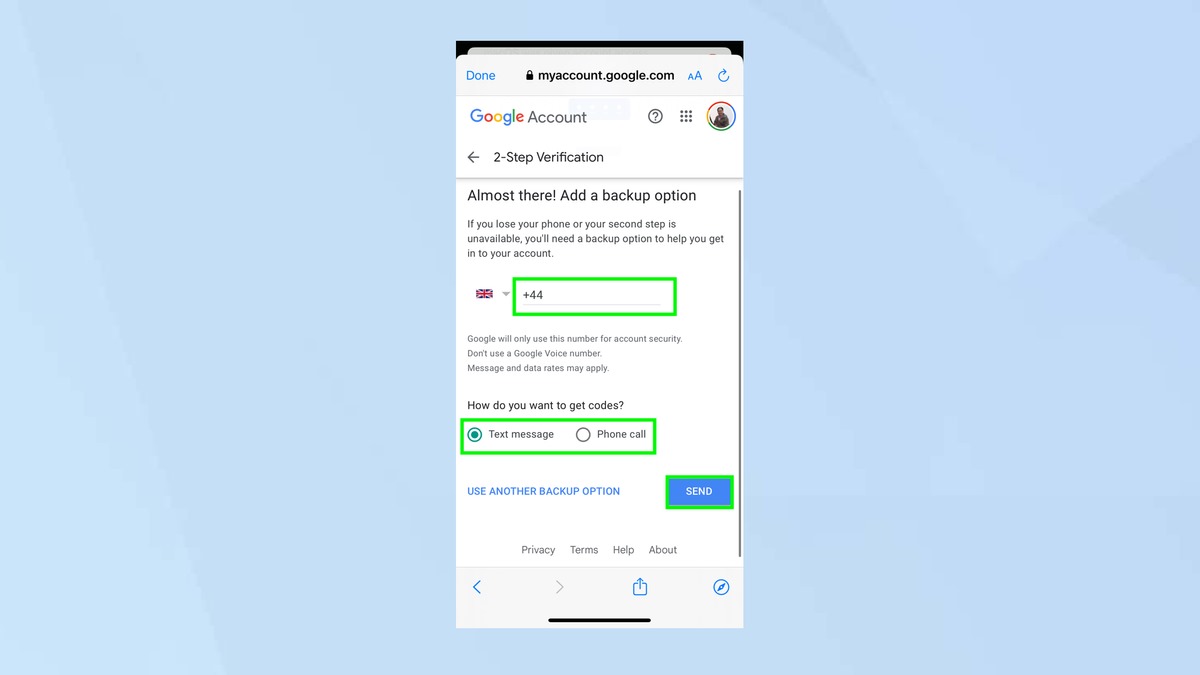 Done myaccount.google.com AA
Google Account
2-Step Verification
Almost there! Add a backup option
If you lose your phone or your second step is
unavailable, you'll need a backup option to help you get
in to your account.
+44
Google will only use this number for account security.
Don't use a Google Voice number.
Message and data rates may apply.
How do you want to get codes?
Text message Phone call
USE ANOTHER BACKUP OPTION SEND
Privacy Terms Help About